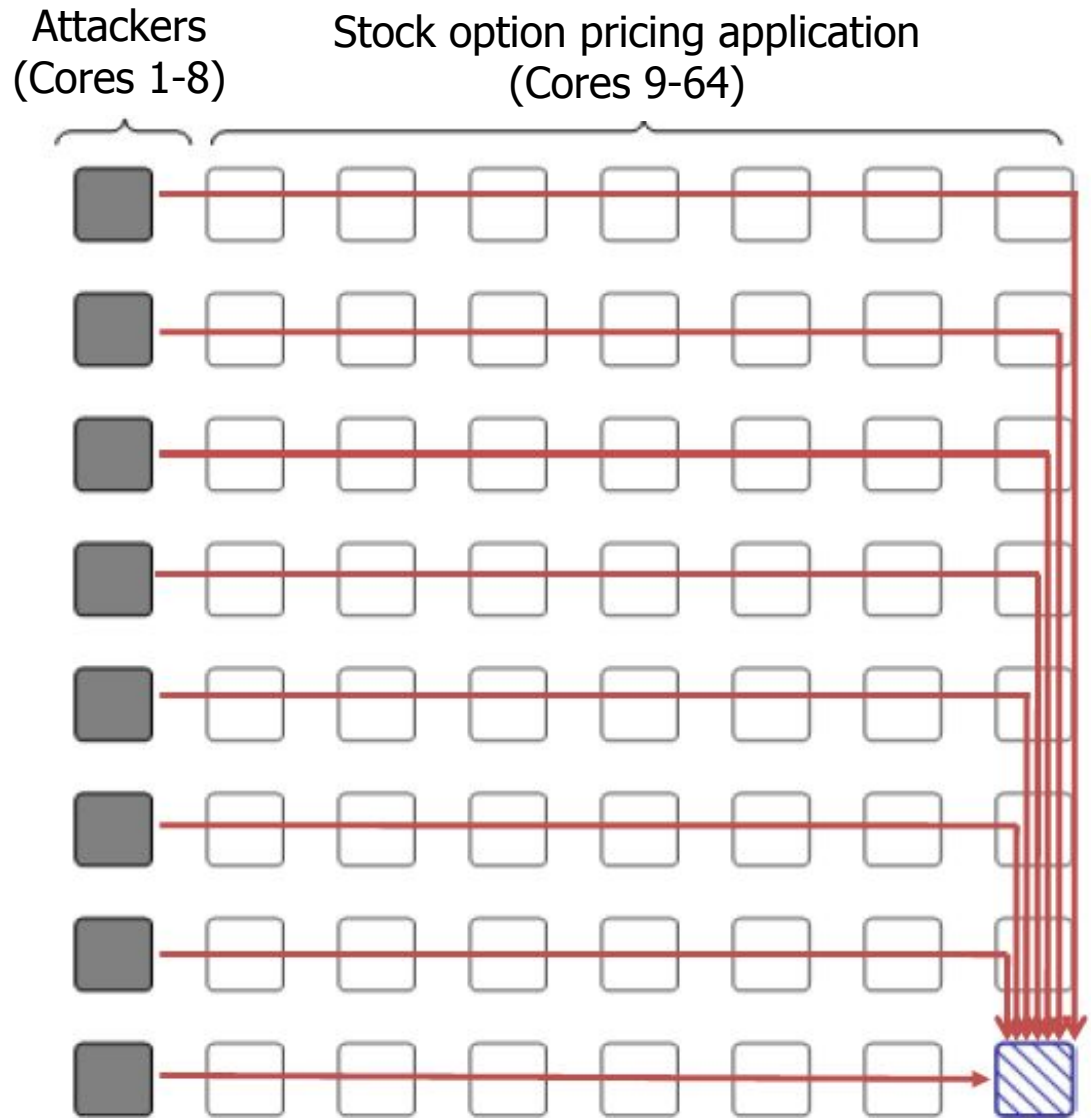 Attackers
(Cores 1-8)
Stock option pricing application
(Cores 9-64)